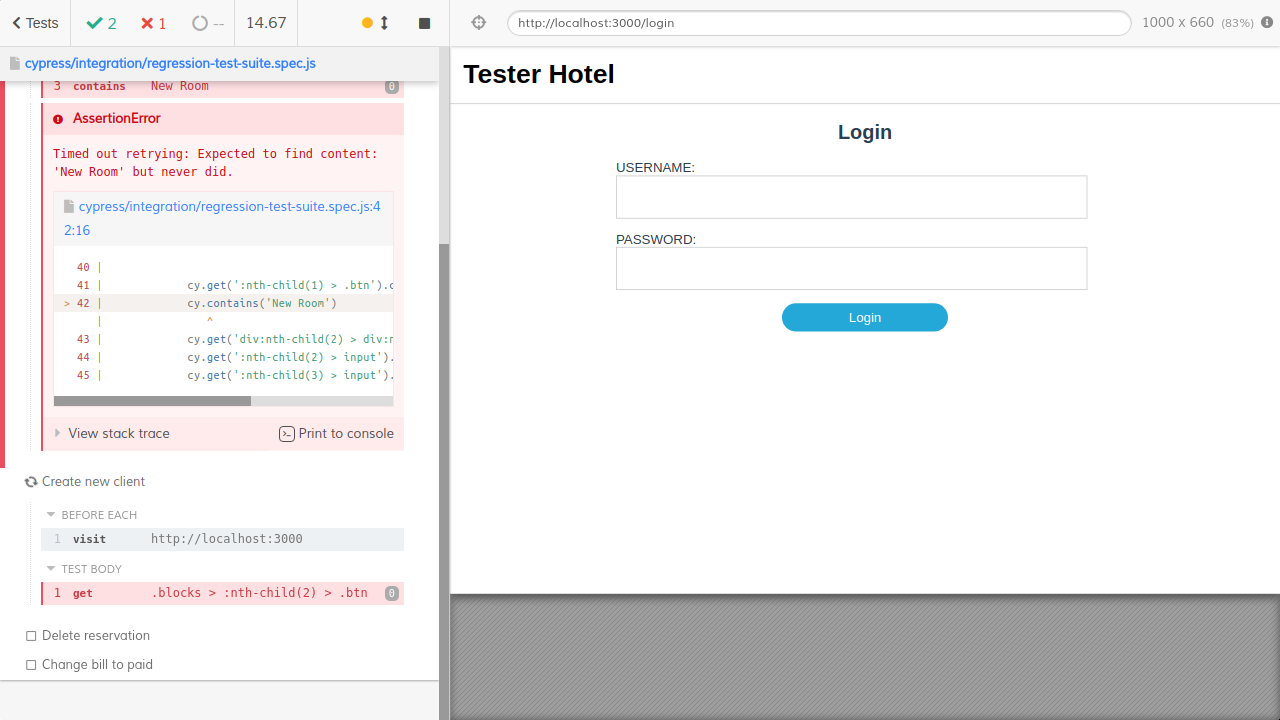 Tests 2 1 -- 14.67
http://localhost:3000/login 1000 x 660 (83%)
cypress/integration/regression-test-suite.spec.js
3 contains New Room 0
AssertionError
Timed out retrying: Expected to find content:
'New Room' but never did.
cypress/integration/regression-test-suite.spec.js:4
2:16
40 |
41 | cy.get(':nth-child(1) > .btn').c
> 42 | cy.contains('New Room')
| ^
43 | cy.get('div:nth-child(2) > div:n
44 | cy.get(':nth-child(2) > input').
45 | cy.get(':nth-child(3) > input').
View stack trace Print to console
Create new client
BEFORE EACH
1 visit http://localhost:3000
TEST BODY
1 get .blocks > :nth-child(2) > .btn 0
Delete reservation
Change bill to paid
Tester Hotel
Login
USERNAME:
PASSWORD:
Login